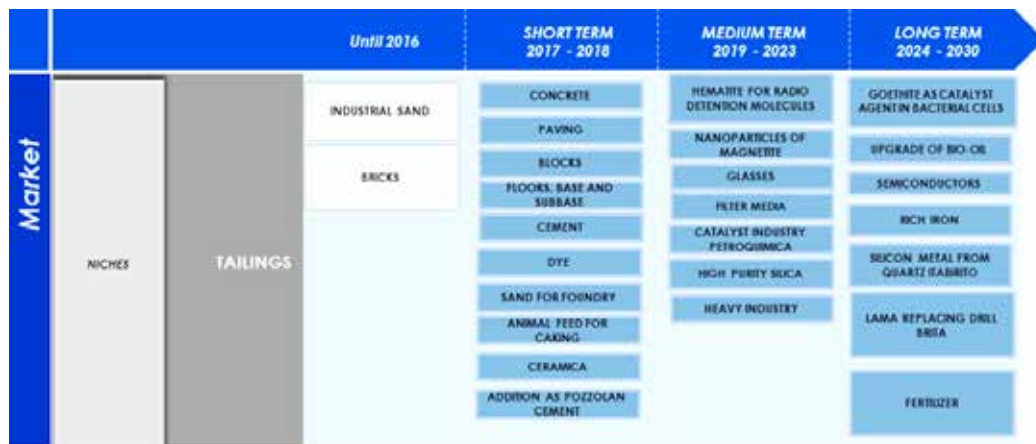 Until 2016
SHORT TERM
2017 - 2018
MEDIUM TERM
2019 - 2023
LONG TERM
2024 - 2030
Market
NICHES
TAILINGS
INDUSTRIAL SAND
BRICKS
CONCRETE
PAVING
BLOCKS
FLOORS, BASE AND
SUBBASE
CEMENT
DYE
SAND FOR FOUNDRY
ANIMAL FEED FOR
CAKING
CERAMICA
ADDITION AS POZZOLAN
CEMENT
HEMATITE FOR RADIO
DETENTION MOLECULES
NANOPARTICLES OF
MAGNETITE
GLASSES
FILTER MEDIA
CATALYST INDUSTRY
PETROQUIMICA
HIGH PURITY SILICA
HEAVY INDUSTRY
GOETHITE AS CATALYST
AGENT IN BACTERIAL CELLS
UPGRADE OF BIO-OIL
SEMICONDUCTORS
RICH IRON
SILICON METAL FROM
QUARTZ ITABIRITO
LAMA REPLACING DRILL
BRITA
FERTILIZER